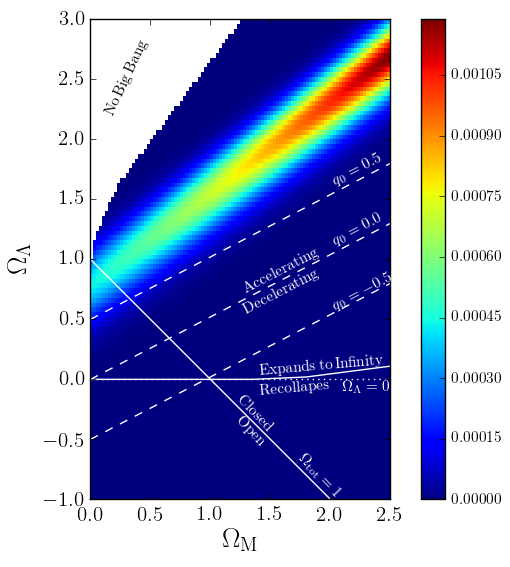 3.0
2.5
2.0
1.5
1.0
0.5
0.0
−0.5
−1.0
Ω_Λ
0.0
0.5
1.0
1.5
2.0
2.5
Ω_M
No Big Bang
q_0 = 0.5
q_0 = 0.0
Accelerating
Decelerating
q_0 = −0.5
Expands to Infinity
Recollapses
Ω_Λ = 0
Closed
Open
Ω_tot = 1
0.00105
0.00090
0.00075
0.00060
0.00045
0.00030
0.00015
0.00000